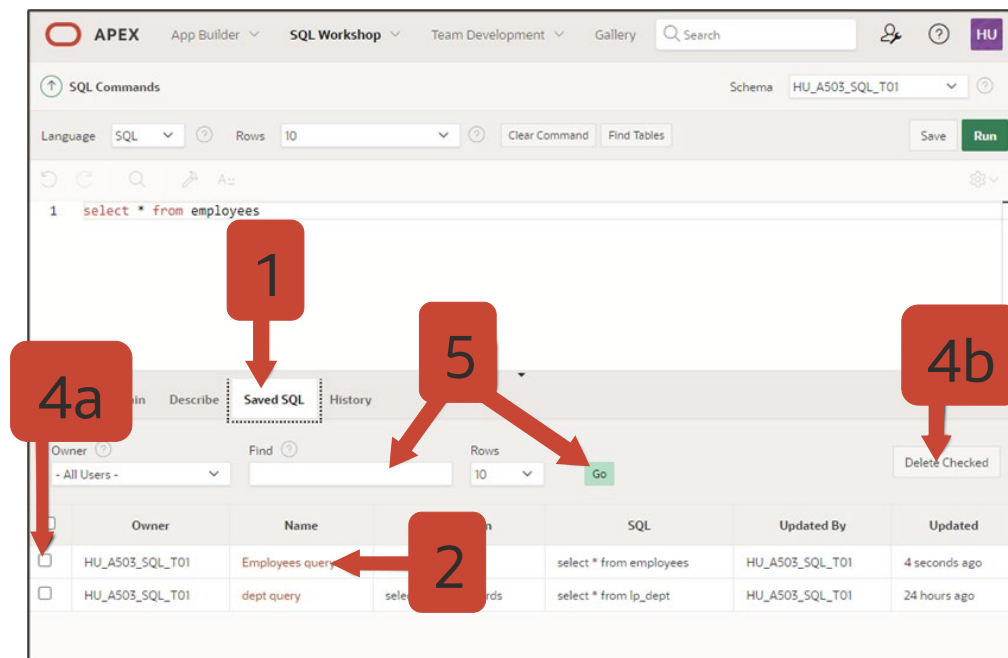 APEX App Builder SQL Workshop Team Development Gallery Search HU
SQL Commands Schema HU_A503_SQL_T01
Language SQL Rows 10 Clear Command Find Tables Save Run
1 select * from employees
1
5
4b
4a
Describe Saved SQL History
Owner Find Rows
- All Users - 10 Go Delete Checked
Owner Name SQL Updated By Updated
HU_A503_SQL_T01 Employees query select * from employees HU_A503_SQL_T01 4 seconds ago
2
HU_A503_SQL_T01 dept query select * from lp_dept HU_A503_SQL_T01 24 hours ago